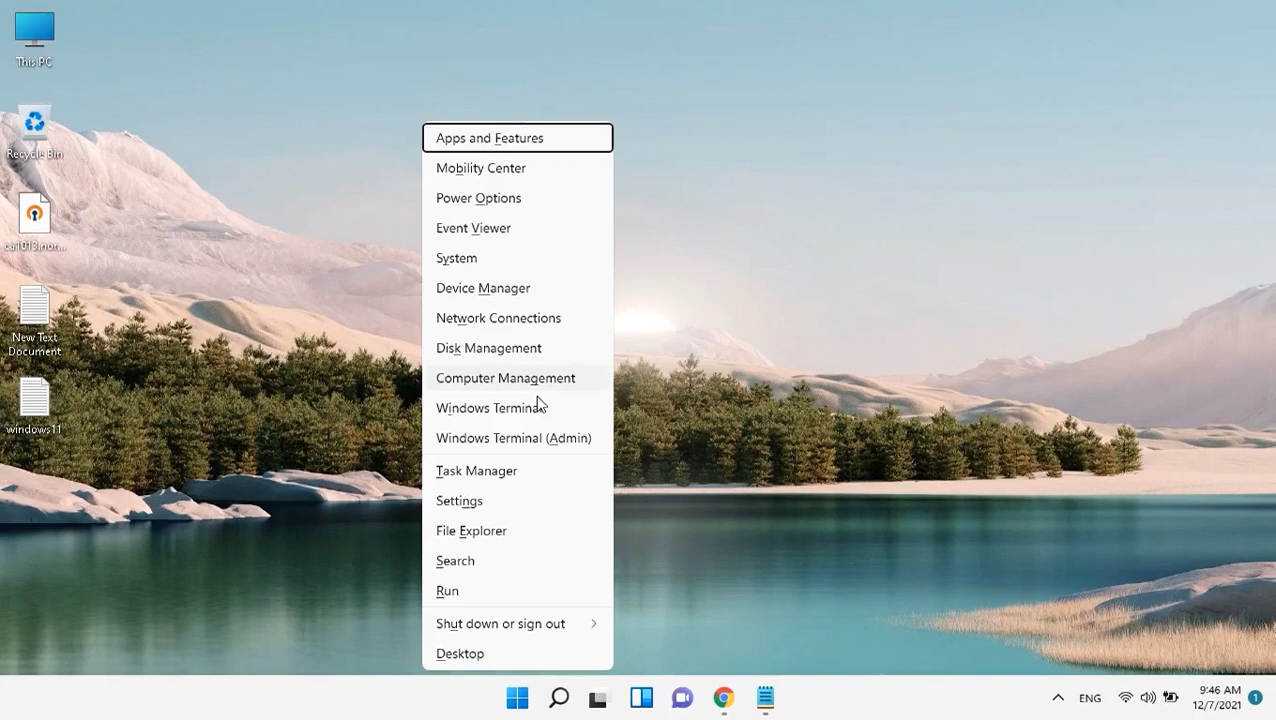 This PC
Recycle Bin
New Text
Document
windows11
Apps and Features
Mobility Center
Power Options
Event Viewer
System
Device Manager
Network Connections
Disk Management
Computer Management
Windows Terminal
Windows Terminal (Admin)
Task Manager
Settings
File Explorer
Search
Run
Shut down or sign out
Desktop
ENG
9:46 AM
12/7/2021
1